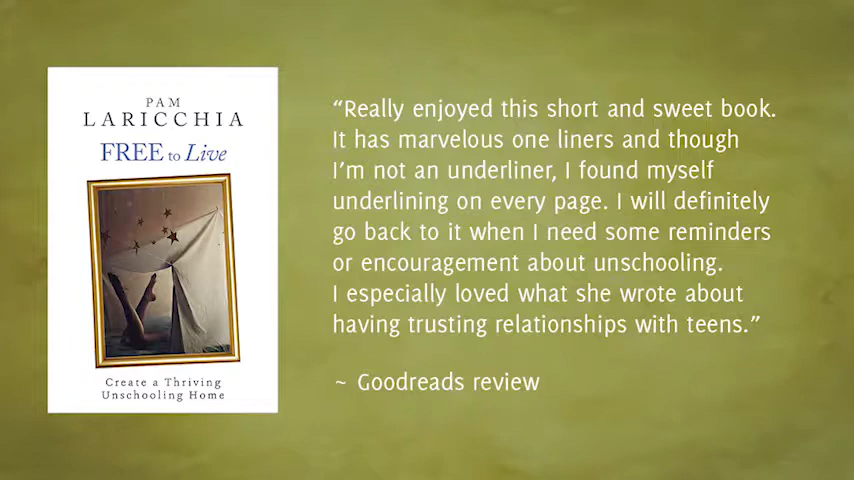 PAM
LARICCHIA
FREE to Live
Create a Thriving
Unschooling Home
“Really enjoyed this short and sweet book.
It has marvelous one liners and though
I’m not an underliner, I found myself
underlining on every page. I will definitely
go back to it when I need some reminders
or encouragement about unschooling.
I especially loved what she wrote about
having trusting relationships with teens.”
~ Goodreads review